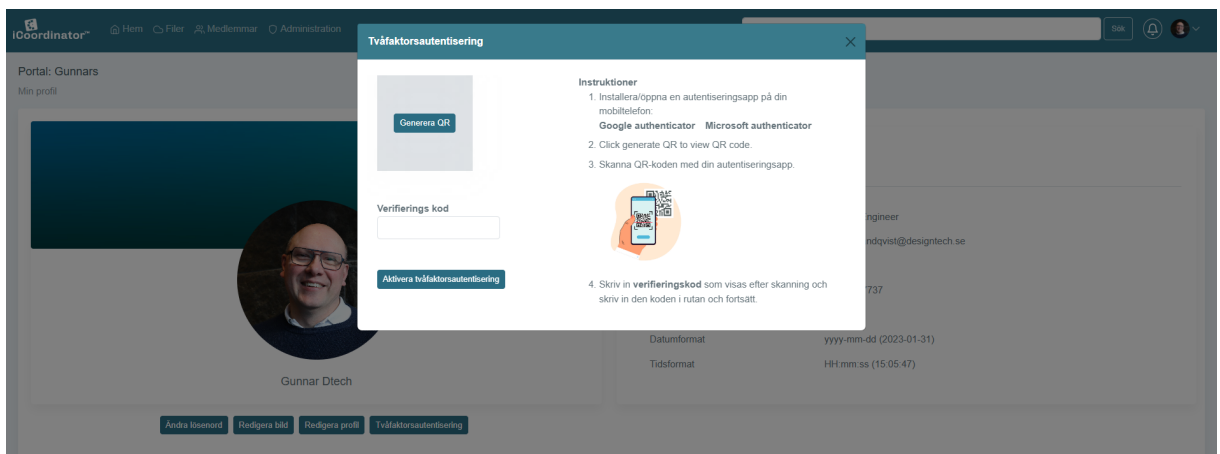 iCoordinator™
Hem Filer Medlemmar Administration
Sök
Portal: Gunnars
Min profil
Tvåfaktorsautentisering
Generera QR
Verifierings kod
Aktivera tvåfaktorsautentisering
Instruktioner
1. Installera/öppna en autentiseringsapp på din
mobiltelefon:
Google authenticator Microsoft authenticator
2. Click generate QR to view QR code.
3. Skanna QR-koden med din autentiseringsapp.
4. Skriv in verifieringskod som visas efter skanning och
skriv in den koden i rutan och fortsätt.
ngineer
ndqvist@designtech.se
737
Datumformat yyyy-mm-dd (2023-01-31)
Tidsformat HH:mm:ss (15:05:47)
Gunnar Dtech
Ändra lösenord Redigera bild Redigera profil Tvåfaktorsautentisering